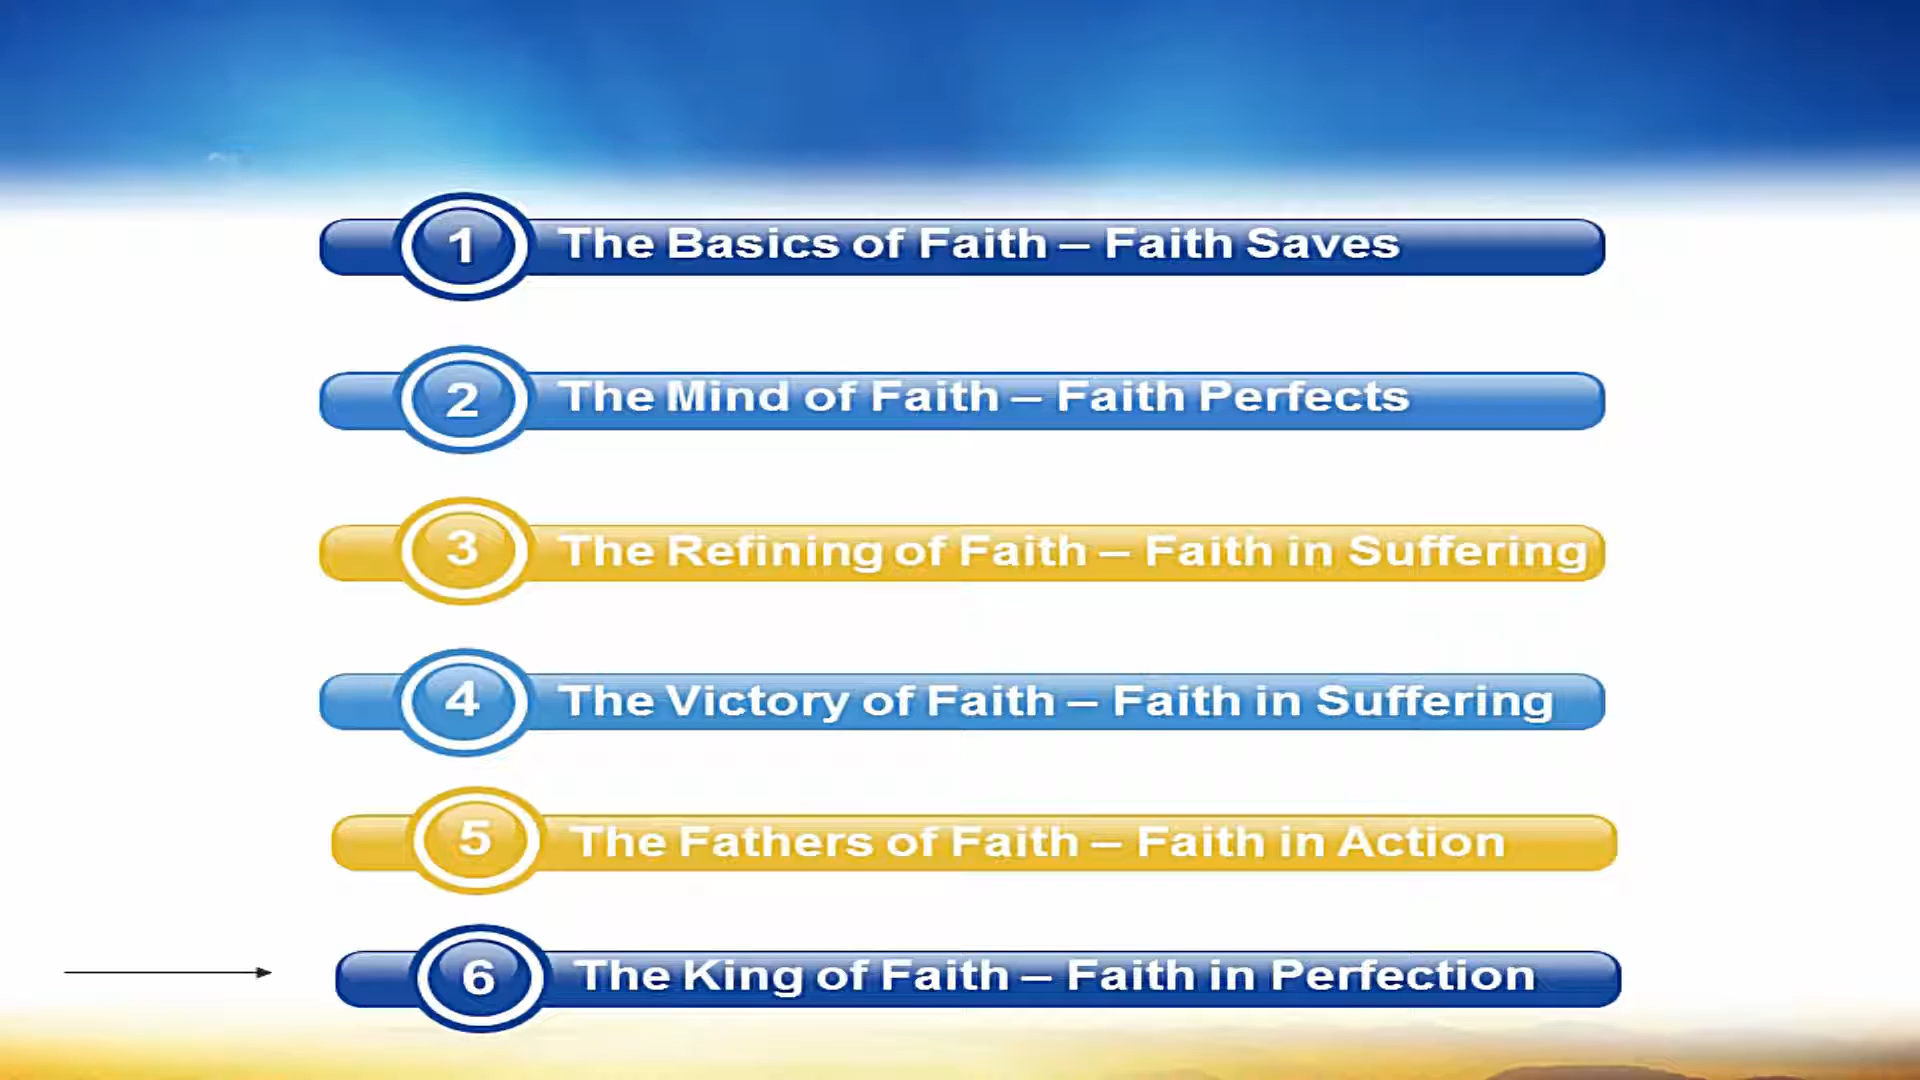 1 The Basics of Faith – Faith Saves
2 The Mind of Faith – Faith Perfects
3 The Refining of Faith – Faith in Suffering
4 The Victory of Faith – Faith in Suffering
5 The Fathers of Faith – Faith in Action
6 The King of Faith – Faith in Perfection